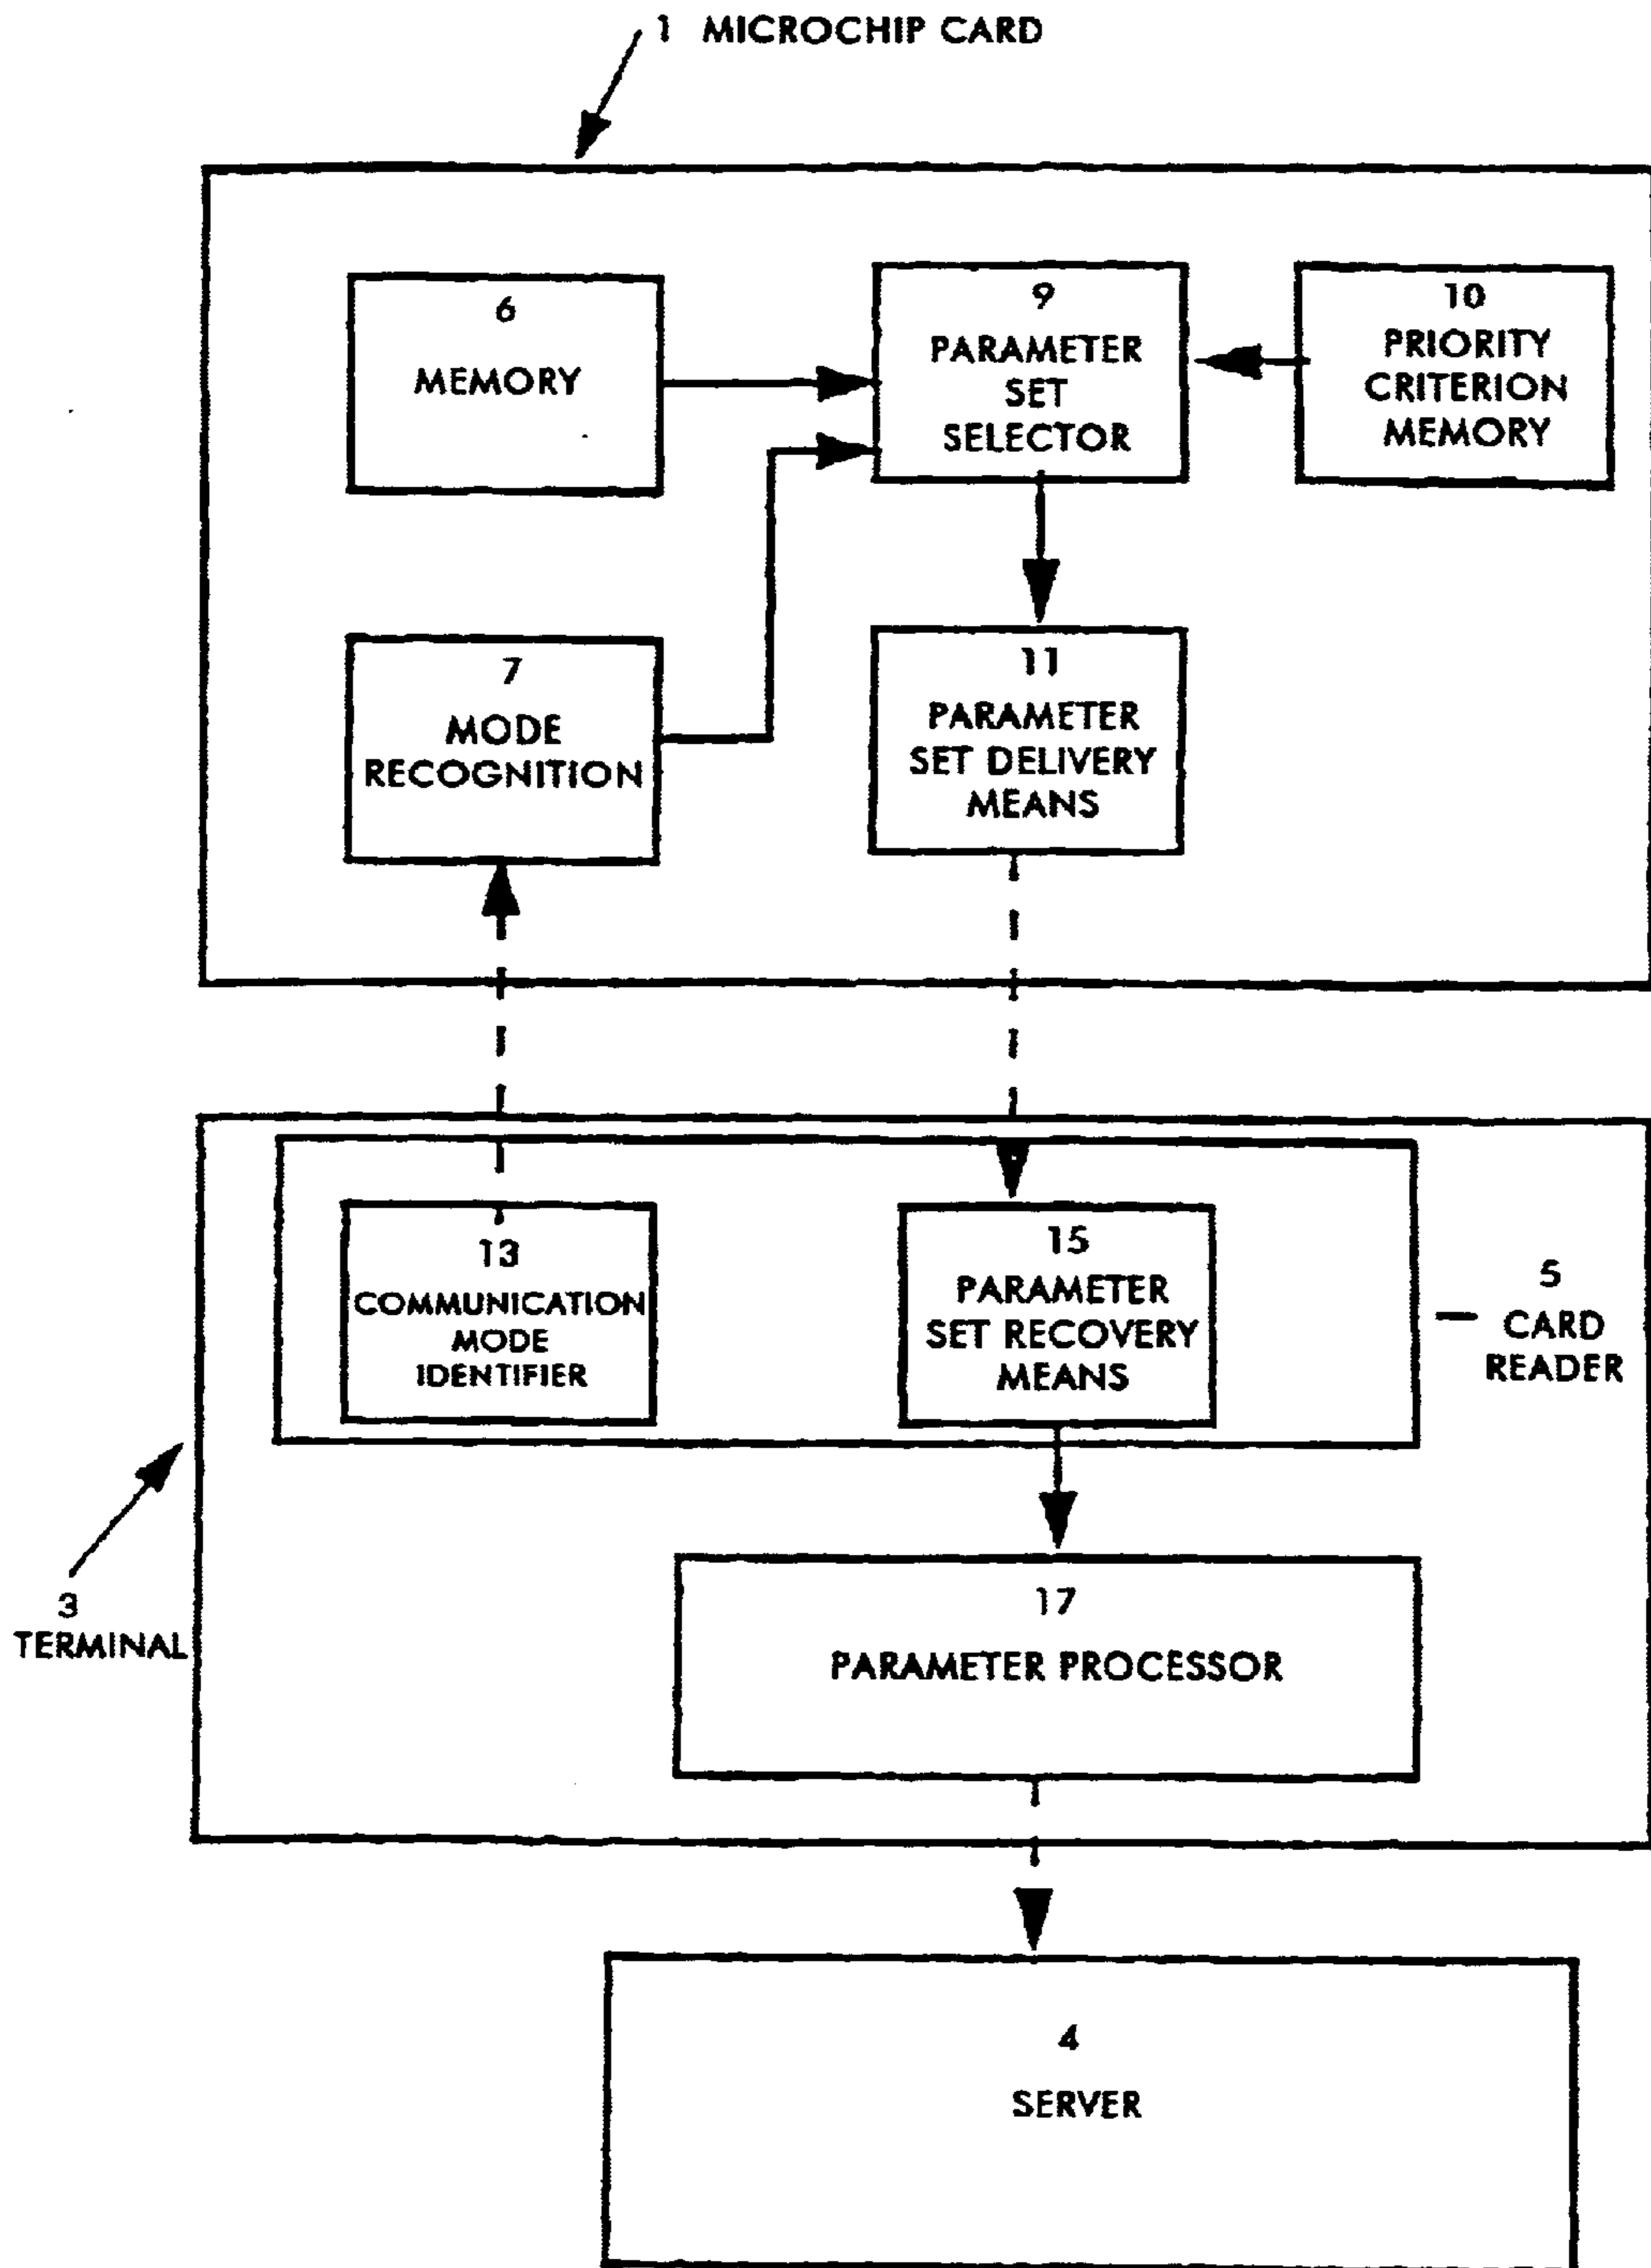 1 MICROCHIP CARD
6
MEMORY
9
PARAMETER
SET
SELECTOR
10
PRIORITY
CRITERION
MEMORY
7
MODE
RECOGNITION
11
PARAMETER
SET DELIVERY
MEANS
13
COMMUNICATION
MODE
IDENTIFIER
15
PARAMETER
SET RECOVERY
MEANS
5
CARD
READER
3
TERMINAL
17
PARAMETER PROCESSOR
4
SERVER